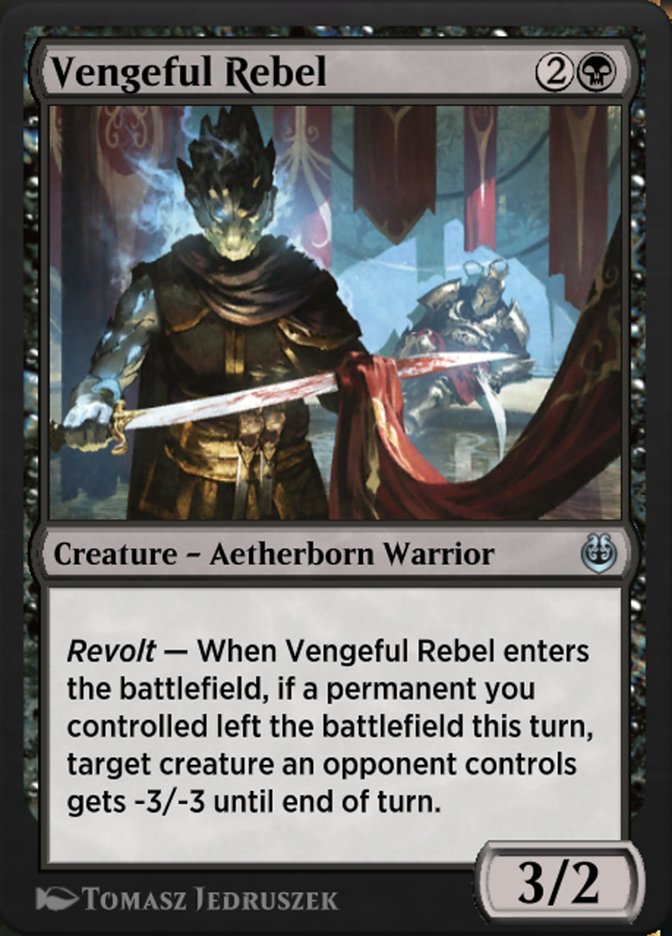 Vengeful Rebel 2
Creature – Aetherborn Warrior
Revolt — When Vengeful Rebel enters
the battlefield, if a permanent you
controlled left the battlefield this turn,
target creature an opponent controls
gets -3/-3 until end of turn.
3/2
Tomasz Jedruszek